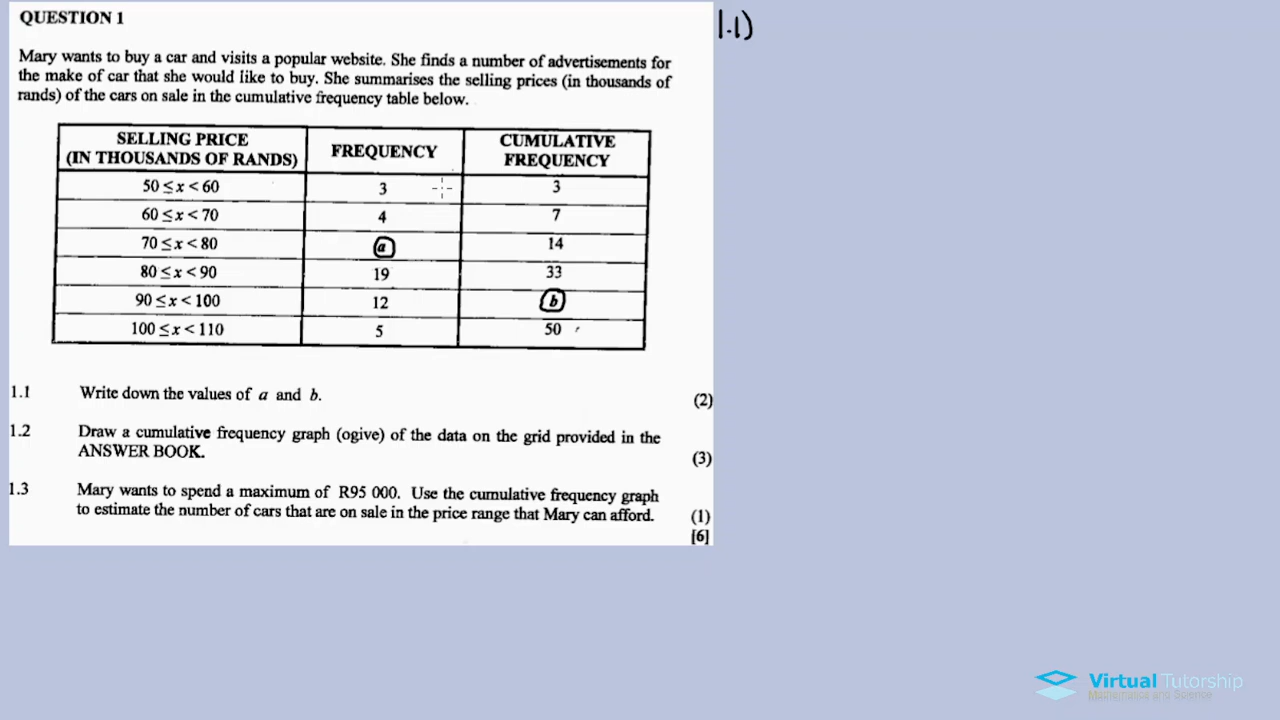 QUESTION 1
1.1)
Mary wants to buy a car and visits a popular website. She finds a number of advertisements for
the make of car that she would like to buy. She summarises the selling prices (in thousands of
rands) of the cars on sale in the cumulative frequency table below.
SELLING PRICE
(IN THOUSANDS OF RANDS)
FREQUENCY
CUMULATIVE
FREQUENCY
50 ≤ x < 60 3 3
60 ≤ x < 70 4 7
70 ≤ x < 80 a 14
80 ≤ x < 90 19 33
90 ≤ x < 100 12 b
100 ≤ x < 110 5 50
1.1 Write down the values of a and b. (2)
1.2 Draw a cumulative frequency graph (ogive) of the data on the grid provided in the
ANSWER BOOK. (3)
1.3 Mary wants to spend a maximum of R95 000. Use the cumulative frequency graph
to estimate the number of cars that are on sale in the price range that Mary can afford. (1)
[6]
Virtual Tutorship
Mathematics and Science